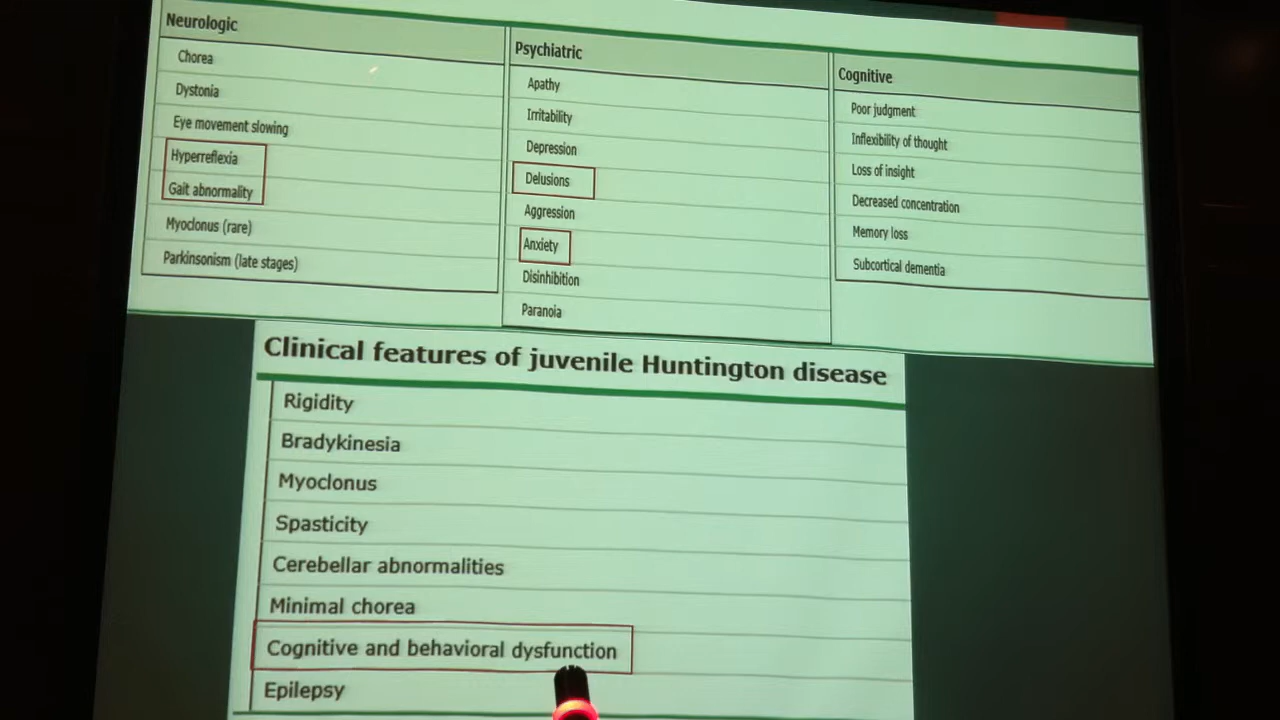 Neurologic
Chorea
Dystonia
Eye movement slowing
Hyperreflexia
Gait abnormality
Myoclonus (rare)
Parkinsonism (late stages)
Psychiatric
Apathy
Irritability
Depression
Delusions
Aggression
Anxiety
Disinhibition
Paranoia
Cognitive
Poor judgment
Inflexibility of thought
Loss of insight
Decreased concentration
Memory loss
Subcortical dementia
Clinical features of juvenile Huntington disease
Rigidity
Bradykinesia
Myoclonus
Spasticity
Cerebellar abnormalities
Minimal chorea
Cognitive and behavioral dysfunction
Epilepsy